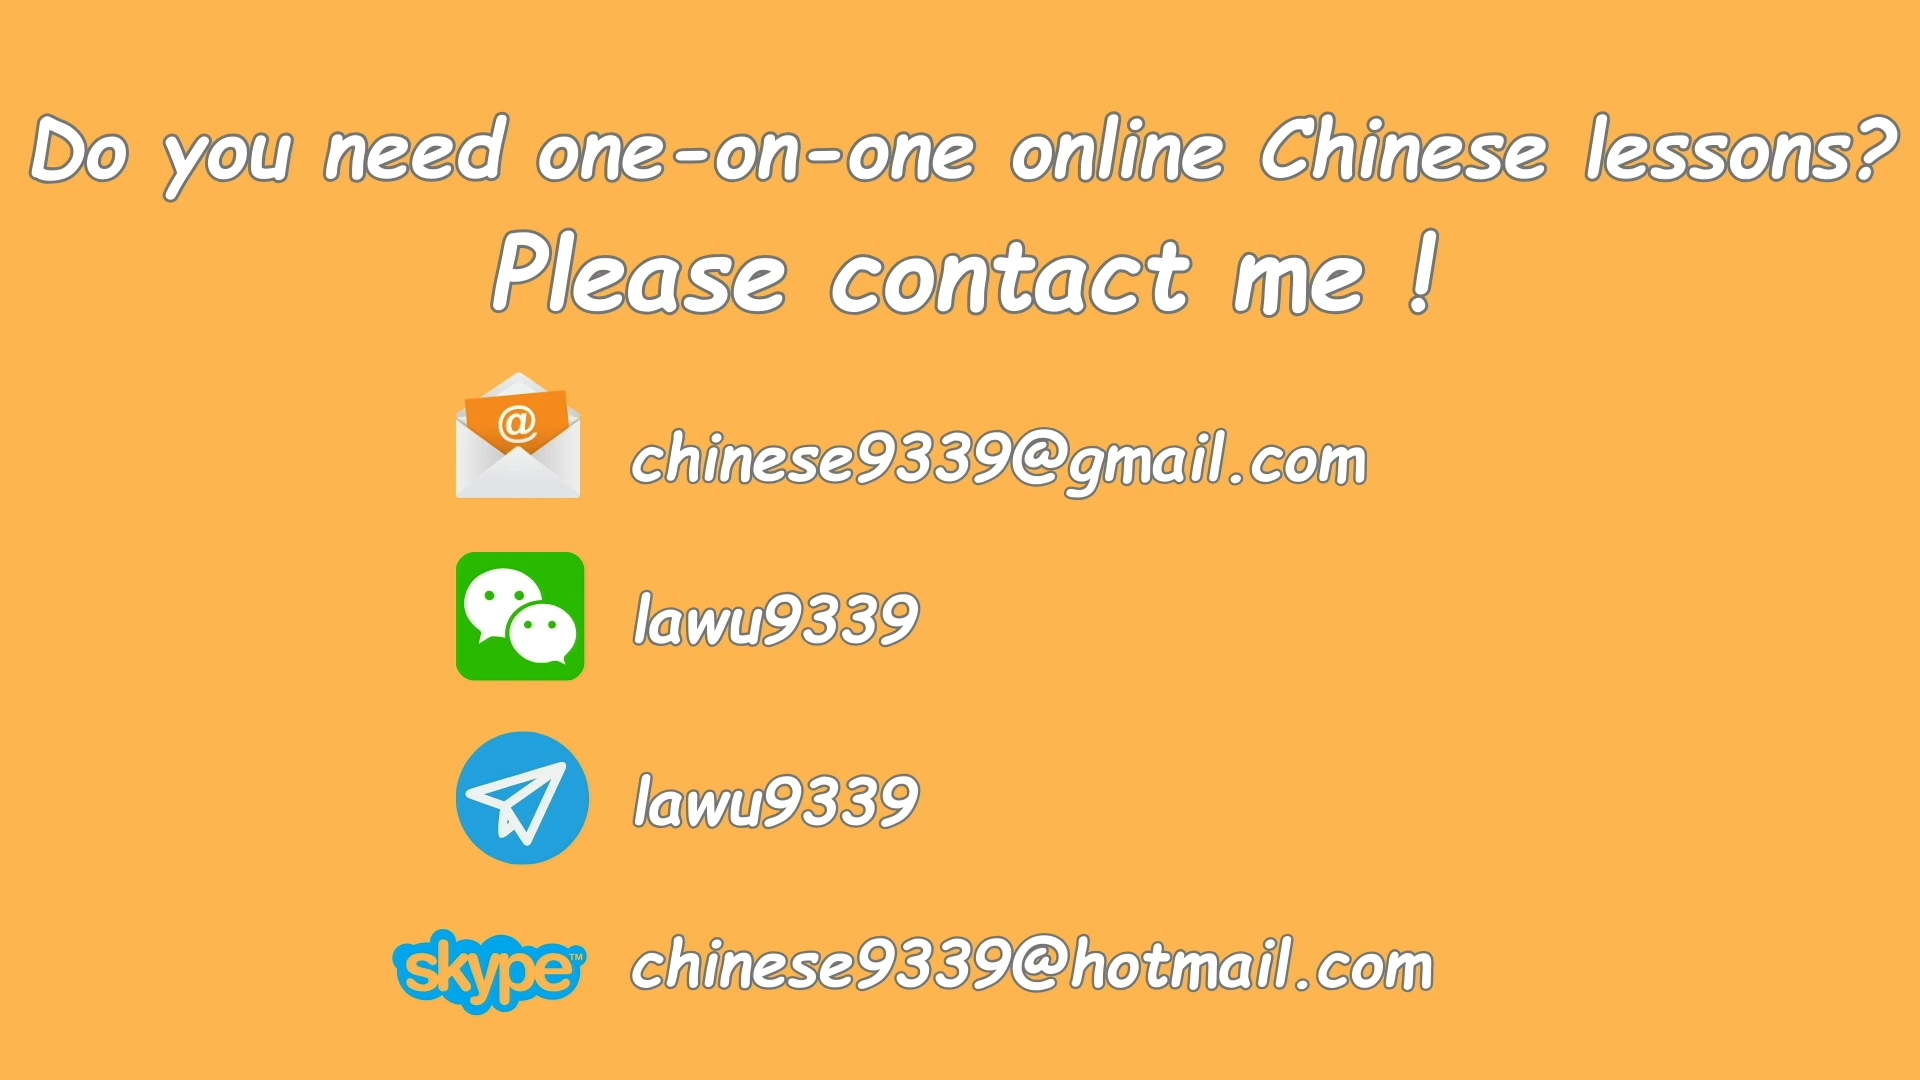 Do you need one-on-one online Chinese lessons?
Please contact me !
@
chinese9339@gmail.com
lawu9339
lawu9339
skype™
chinese9339@hotmail.com